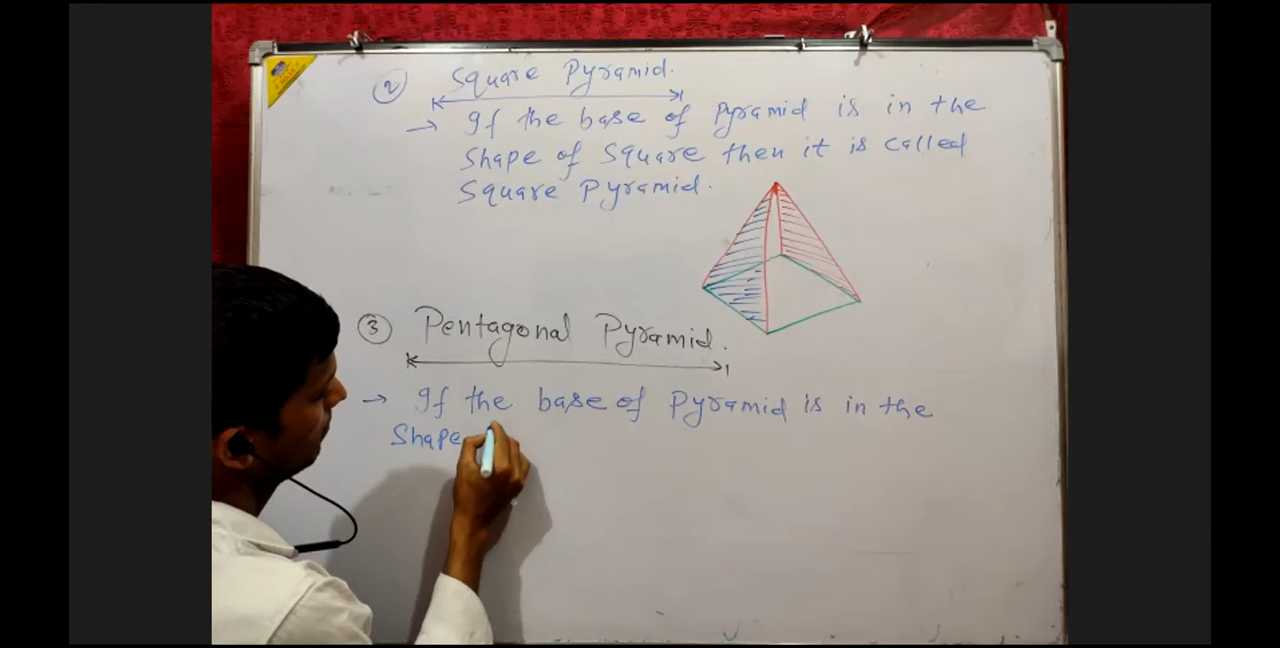 2 Square Pyramid.
→ If the base of Pyramid is in the
Shape of Square then it is called
Square Pyramid.
3 Pentagonal Pyramid.
→ If the base of Pyramid is in the
Shape